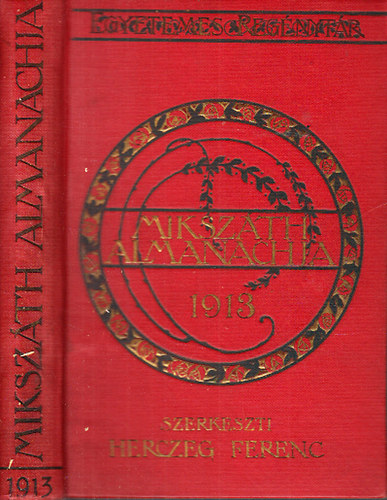 EGYETEMES REGÉNYTÁR
MIKSZÁTH
ALMANACHJA
1913
SZERKESZTI
HERCZEG FERENC
MIKSZÁTH ALMANACHJA
1913